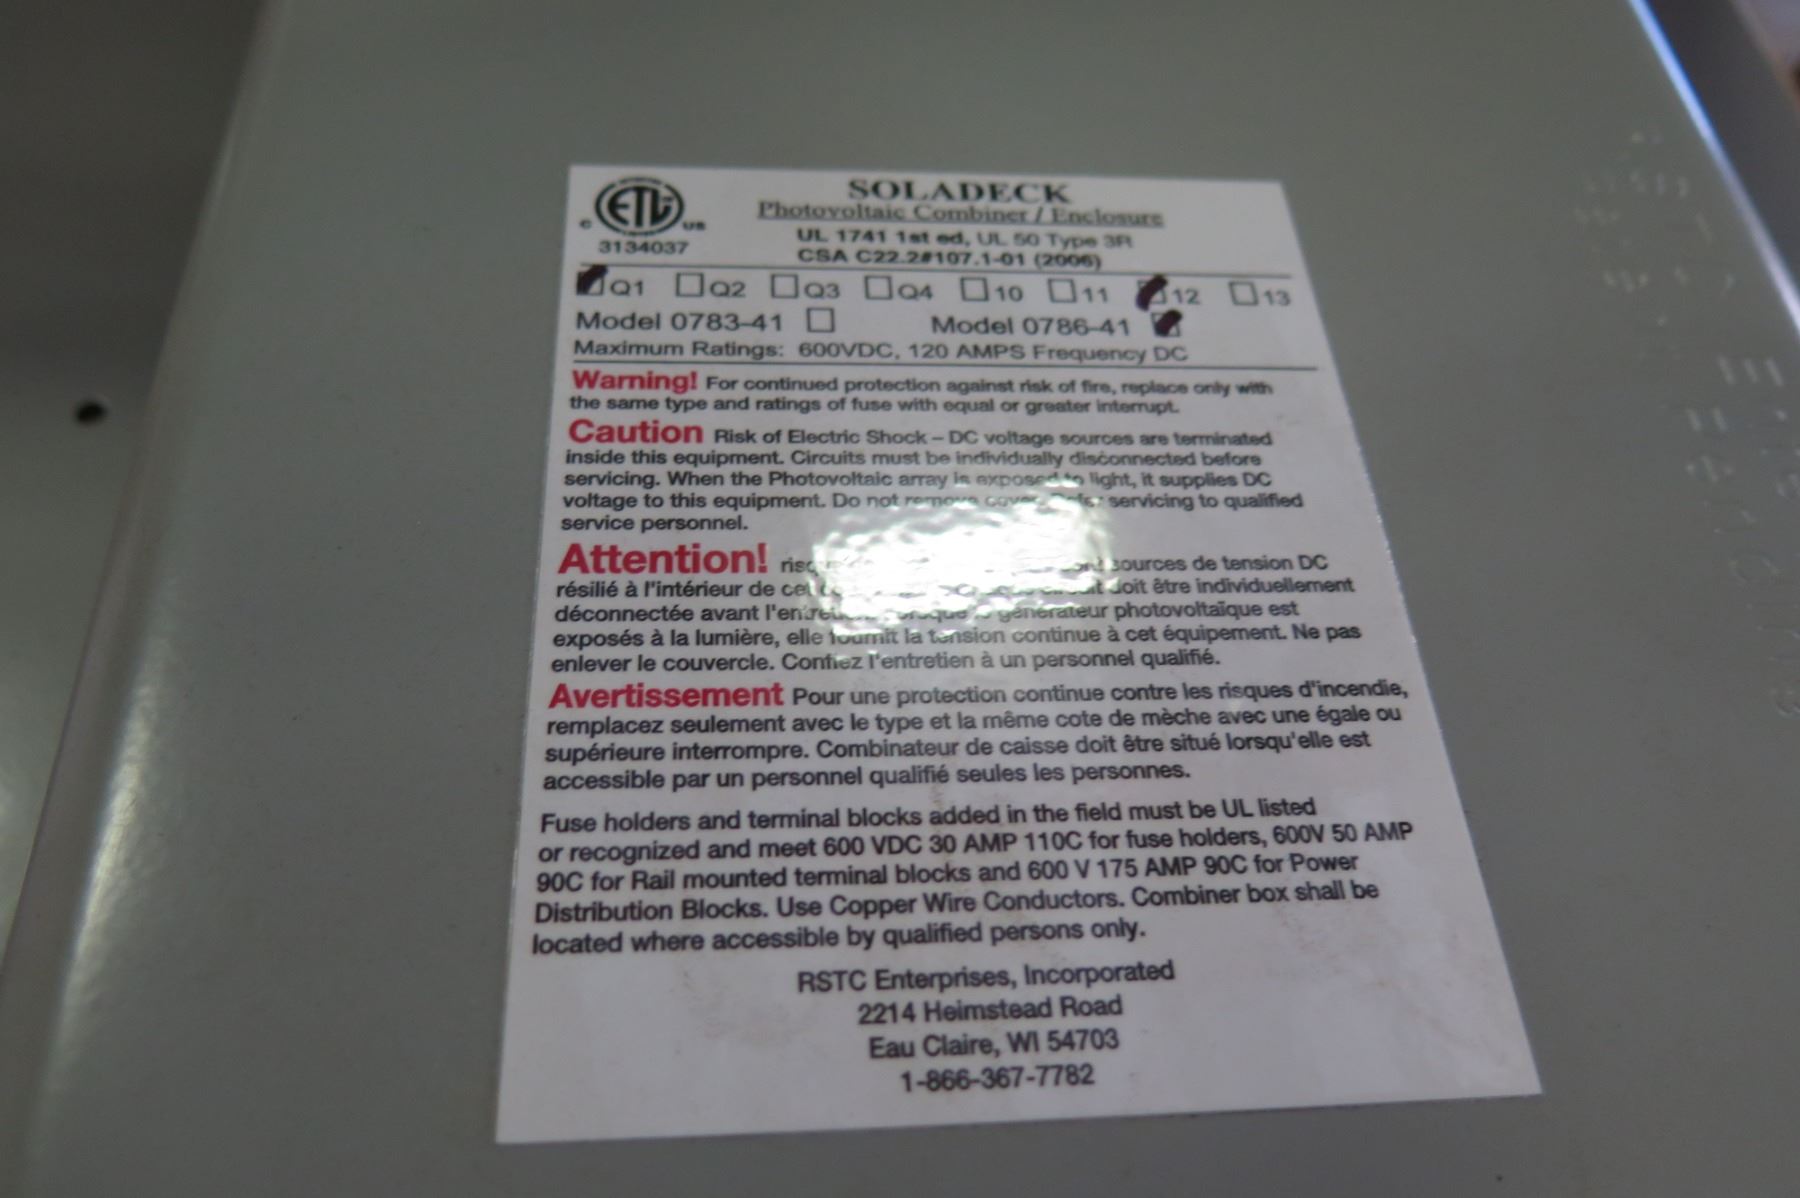 SOLADECK
Photovoltaic Combiner / Enclosure
ETL
C US
3134037
UL 1741 1st ed, UL 50 Type 3R
CSA C22.2#107.1-01 (2006)
Q1 Q2 Q3 Q4 10 11 12 13
Model 0783-41 Model 0786-41
Maximum Ratings: 600VDC, 120 AMPS Frequency DC
Warning! For continued protection against risk of fire, replace only with
the same type and ratings of fuse with equal or greater interrupt.
Caution Risk of Electric Shock – DC voltage sources are terminated
inside this equipment. Circuits must be individually disconnected before
servicing. When the Photovoltaic array is exposed to light, it supplies DC
voltage to this equipment. Do not remove cover. Refer servicing to qualified
service personnel.
Attention! sources de tension DC
résilié à l'intérieur de doit être individuellement
déconnectée avant générateur photovoltaïque est
exposés à la lumière, elle fournit la tension continue à cet équipement. Ne pas
enlever le couvercle. Confiez l'entretien à un personnel qualifié.
Avertissement Pour une protection continue contre les risques d'incendie,
remplacez seulement avec le type et la même cote de mèche avec une égale ou
supérieure interrompre. Combinateur de caisse doit être situé lorsqu'elle est
accessible par un personnel qualifié seules les personnes.
Fuse holders and terminal blocks added in the field must be UL listed
or recognized and meet 600 VDC 30 AMP 110C for fuse holders, 600V 50 AMP
90C for Rail mounted terminal blocks and 600 V 175 AMP 90C for Power
Distribution Blocks. Use Copper Wire Conductors. Combiner box shall be
located where accessible by qualified persons only.
RSTC Enterprises, Incorporated
2214 Heimstead Road
Eau Claire, WI 54703
1-866-367-7782